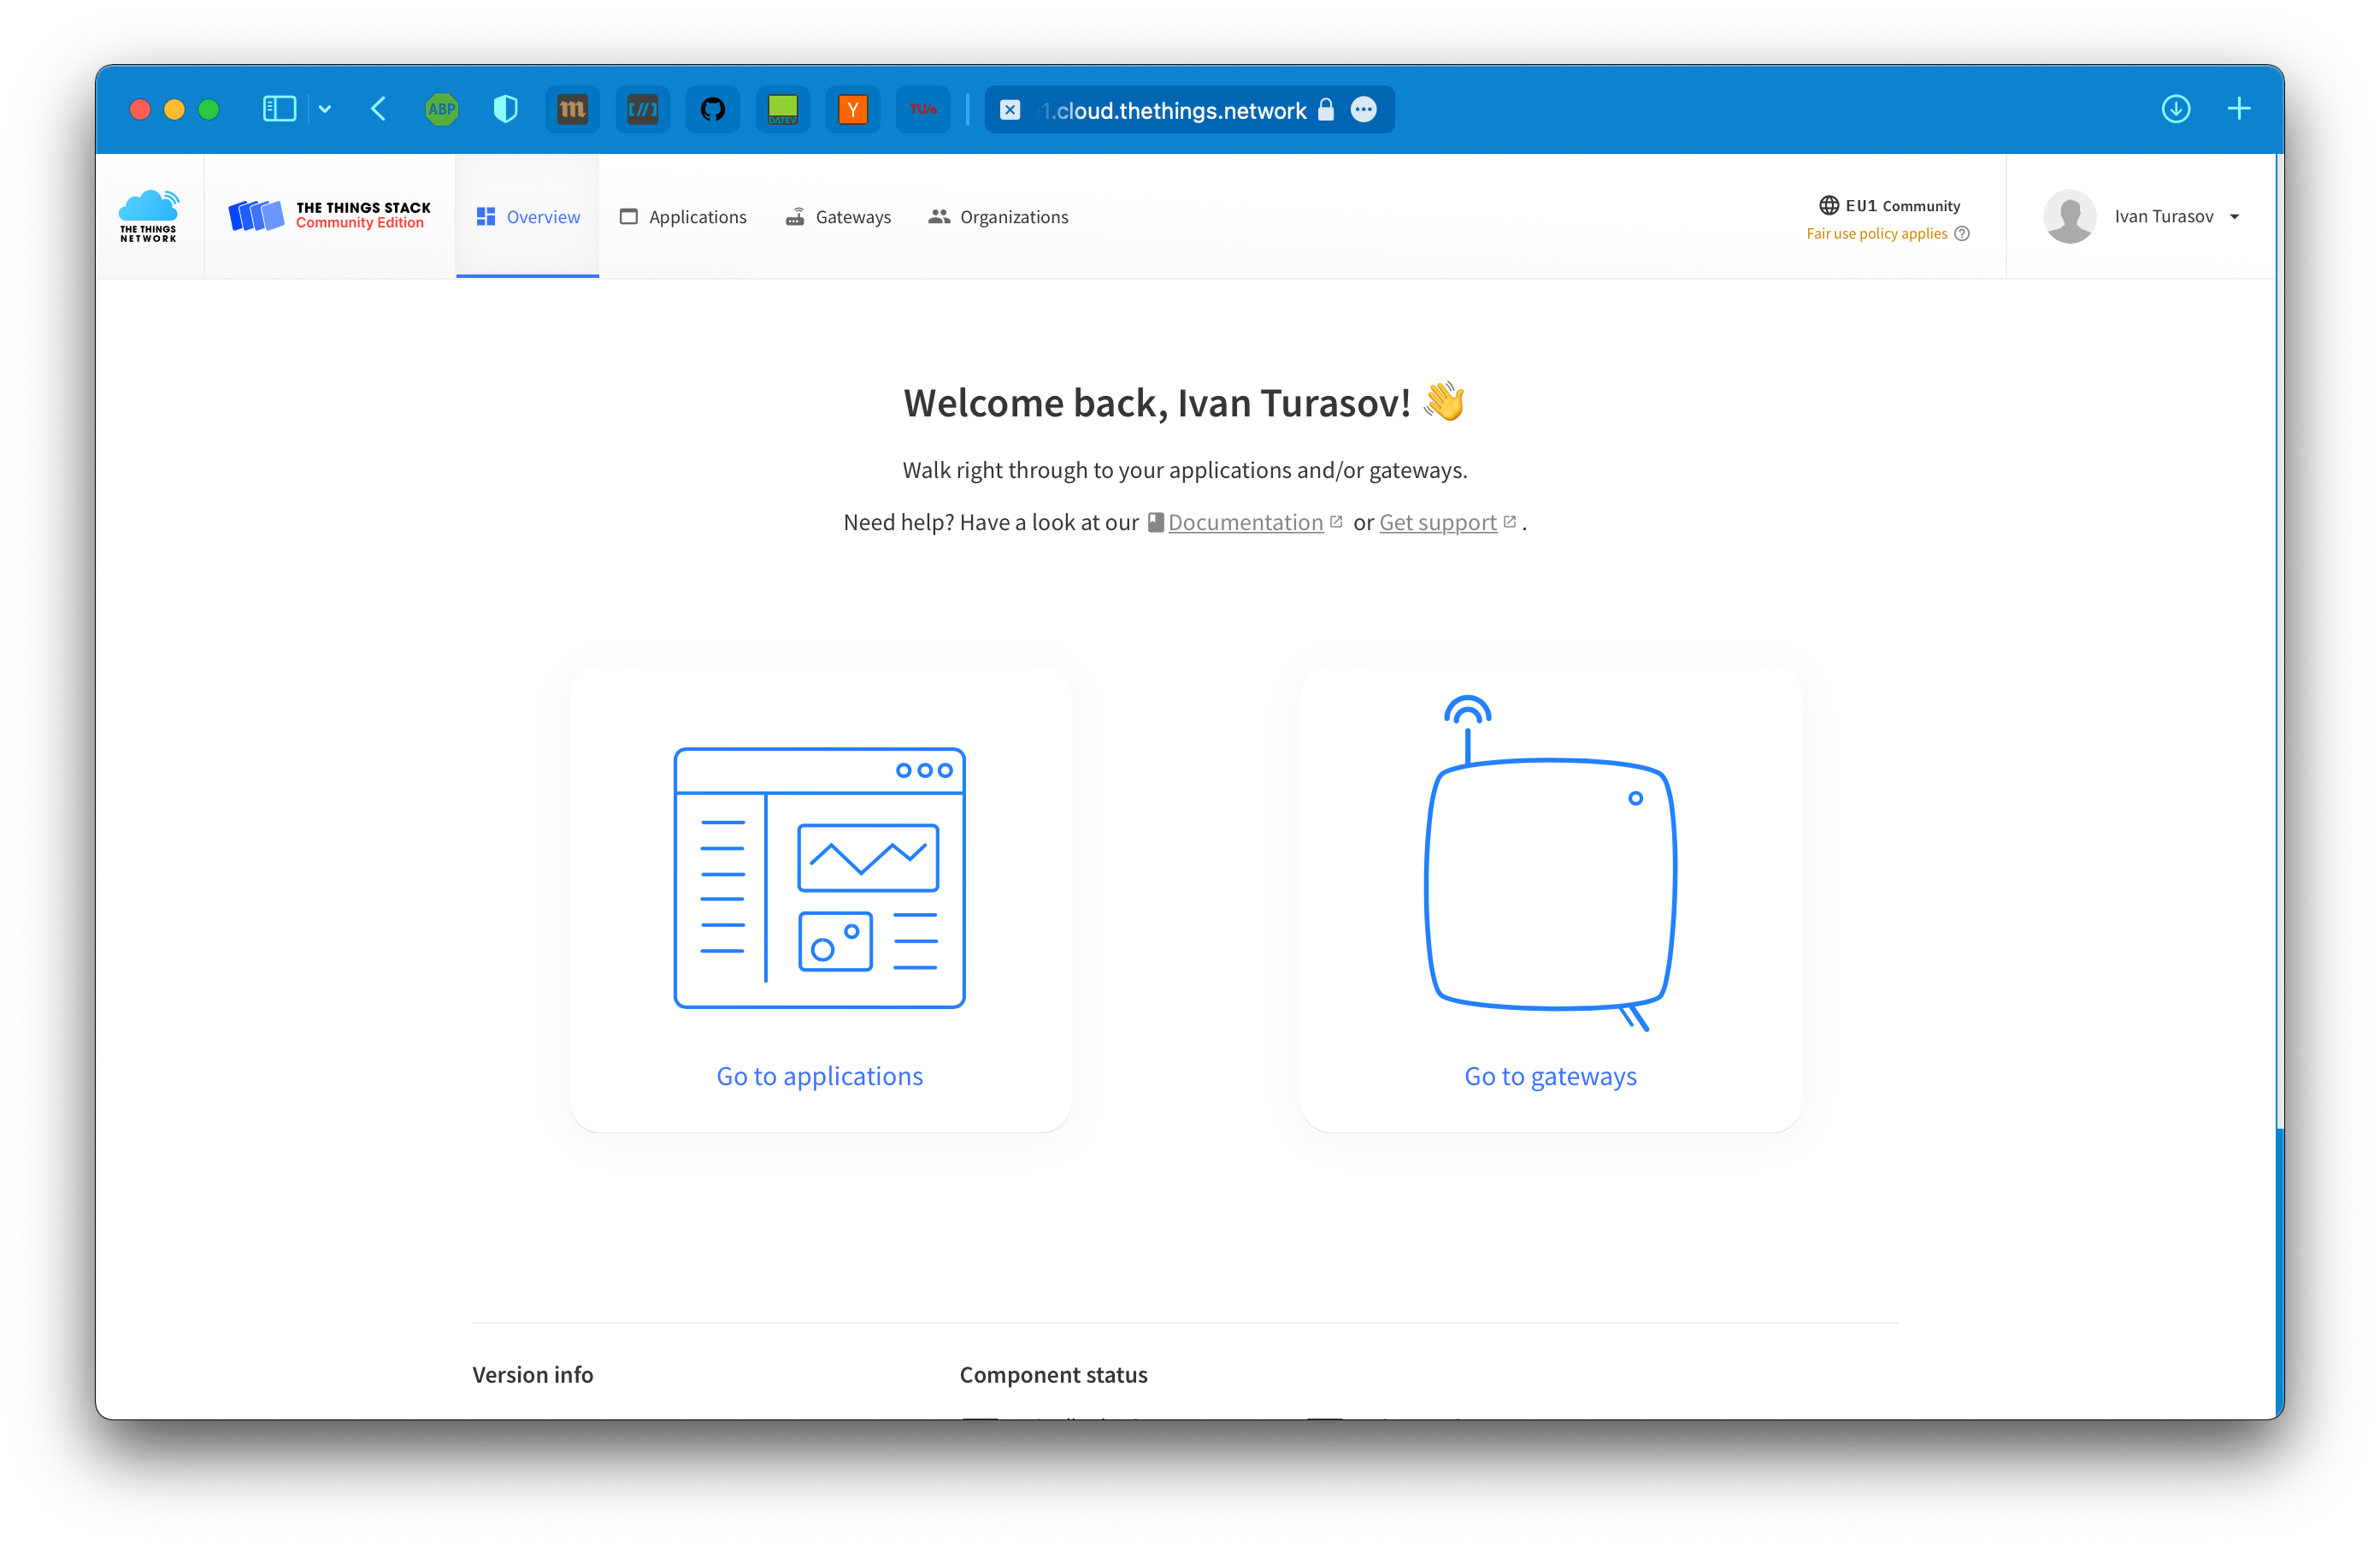 ABP
m
[//]
DATEV
Y
TU/e
1.cloud.thethings.network
THE THINGS
NETWORK
THE THINGS STACK
Community Edition
Overview
Applications
Gateways
Organizations
EU1 Community
Fair use policy applies
Ivan Turasov
Welcome back, Ivan Turasov! 👋
Walk right through to your applications and/or gateways.
Need help? Have a look at our Documentation or Get support .
Go to applications
Go to gateways
Version info
Component status